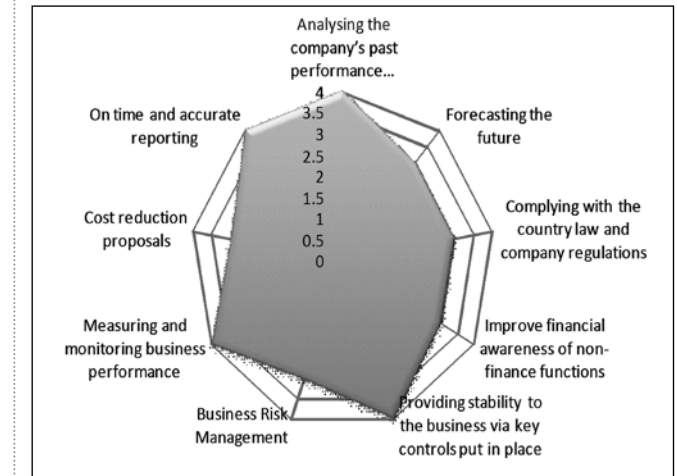 Analysing the
company's past
performance...
Forecasting the
future
Complying with the
country law and
company regulations
Improve financial
awareness of non-
finance functions
Providing stability to
the business via key
controls put in place
Business Risk
Management
Measuring and
monitoring business
performance
Cost reduction
proposals
On time and accurate
reporting
4
3.5
3
2.5
2
1.5
1
0.5
0